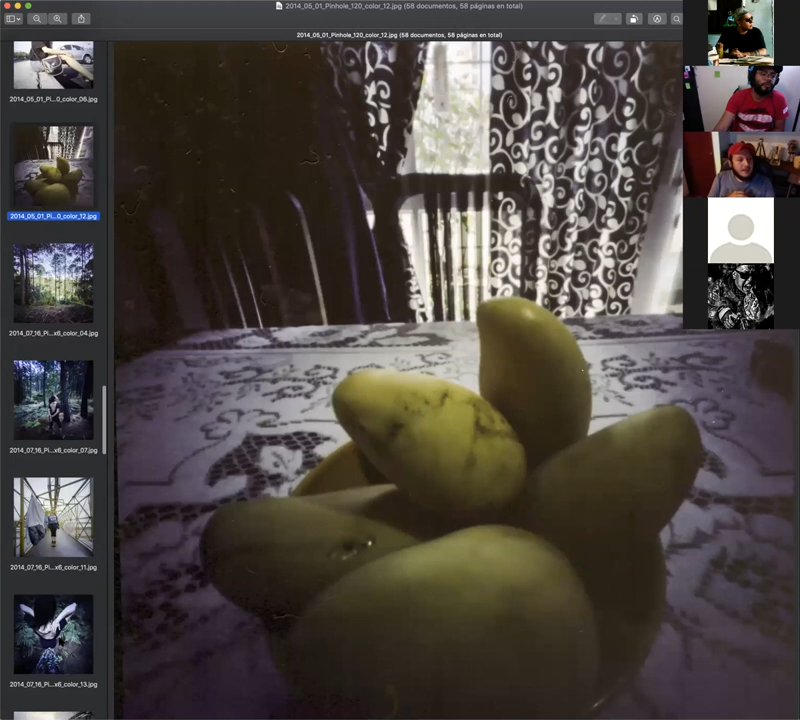 2014_05_01_Pinhole_120_color_12.jpg (58 documentos, 58 páginas en total)
2014_05_01_Pinhole_120_color_12.jpg (58 documentos, 58 páginas en total)
2014_05_01_Pi...0_color_06.jpg
2014_05_01_Pi...0_color_12.jpg
2014_07_16_Pi...x6_color_04.jpg
2014_07_16_Pi...x6_color_07.jpg
2014_07_16_Pi...x6_color_11.jpg
2014_07_16_Pi...x6_color_13.jpg